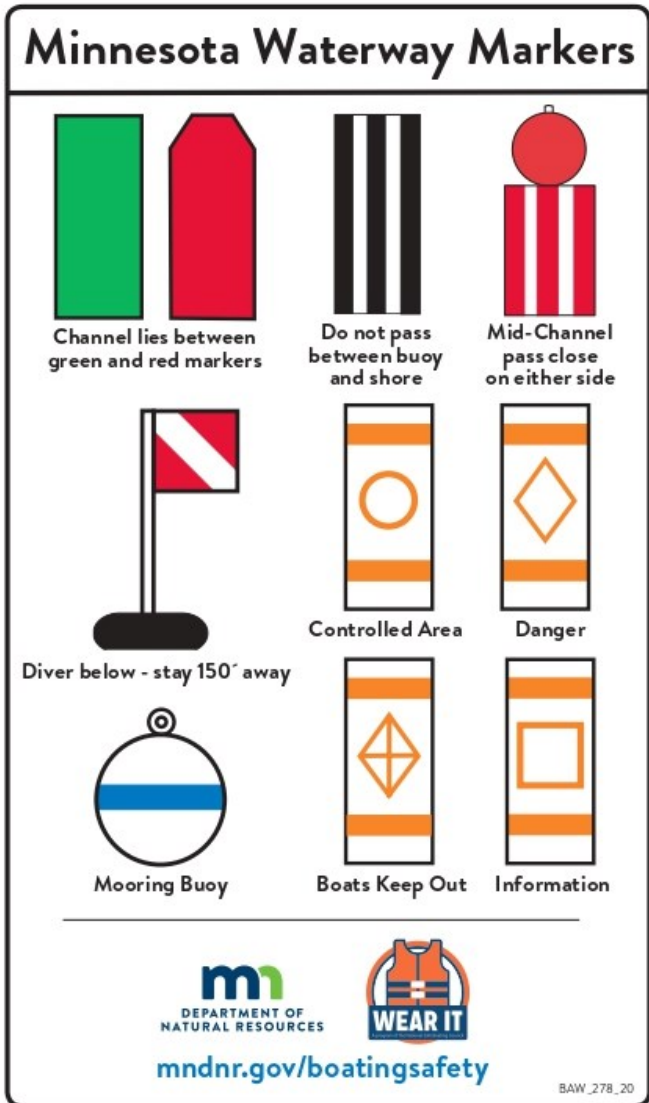 Minnesota Waterway Markers
Channel lies between
green and red markers
Do not pass
between buoy
and shore
Mid-Channel
pass close
on either side
Diver below - stay 150´ away
Controlled Area
Danger
Mooring Buoy
Boats Keep Out
Information
mn
DEPARTMENT OF
NATURAL RESOURCES
WEAR IT
mndnr.gov/boatingsafety
BAW_278_20